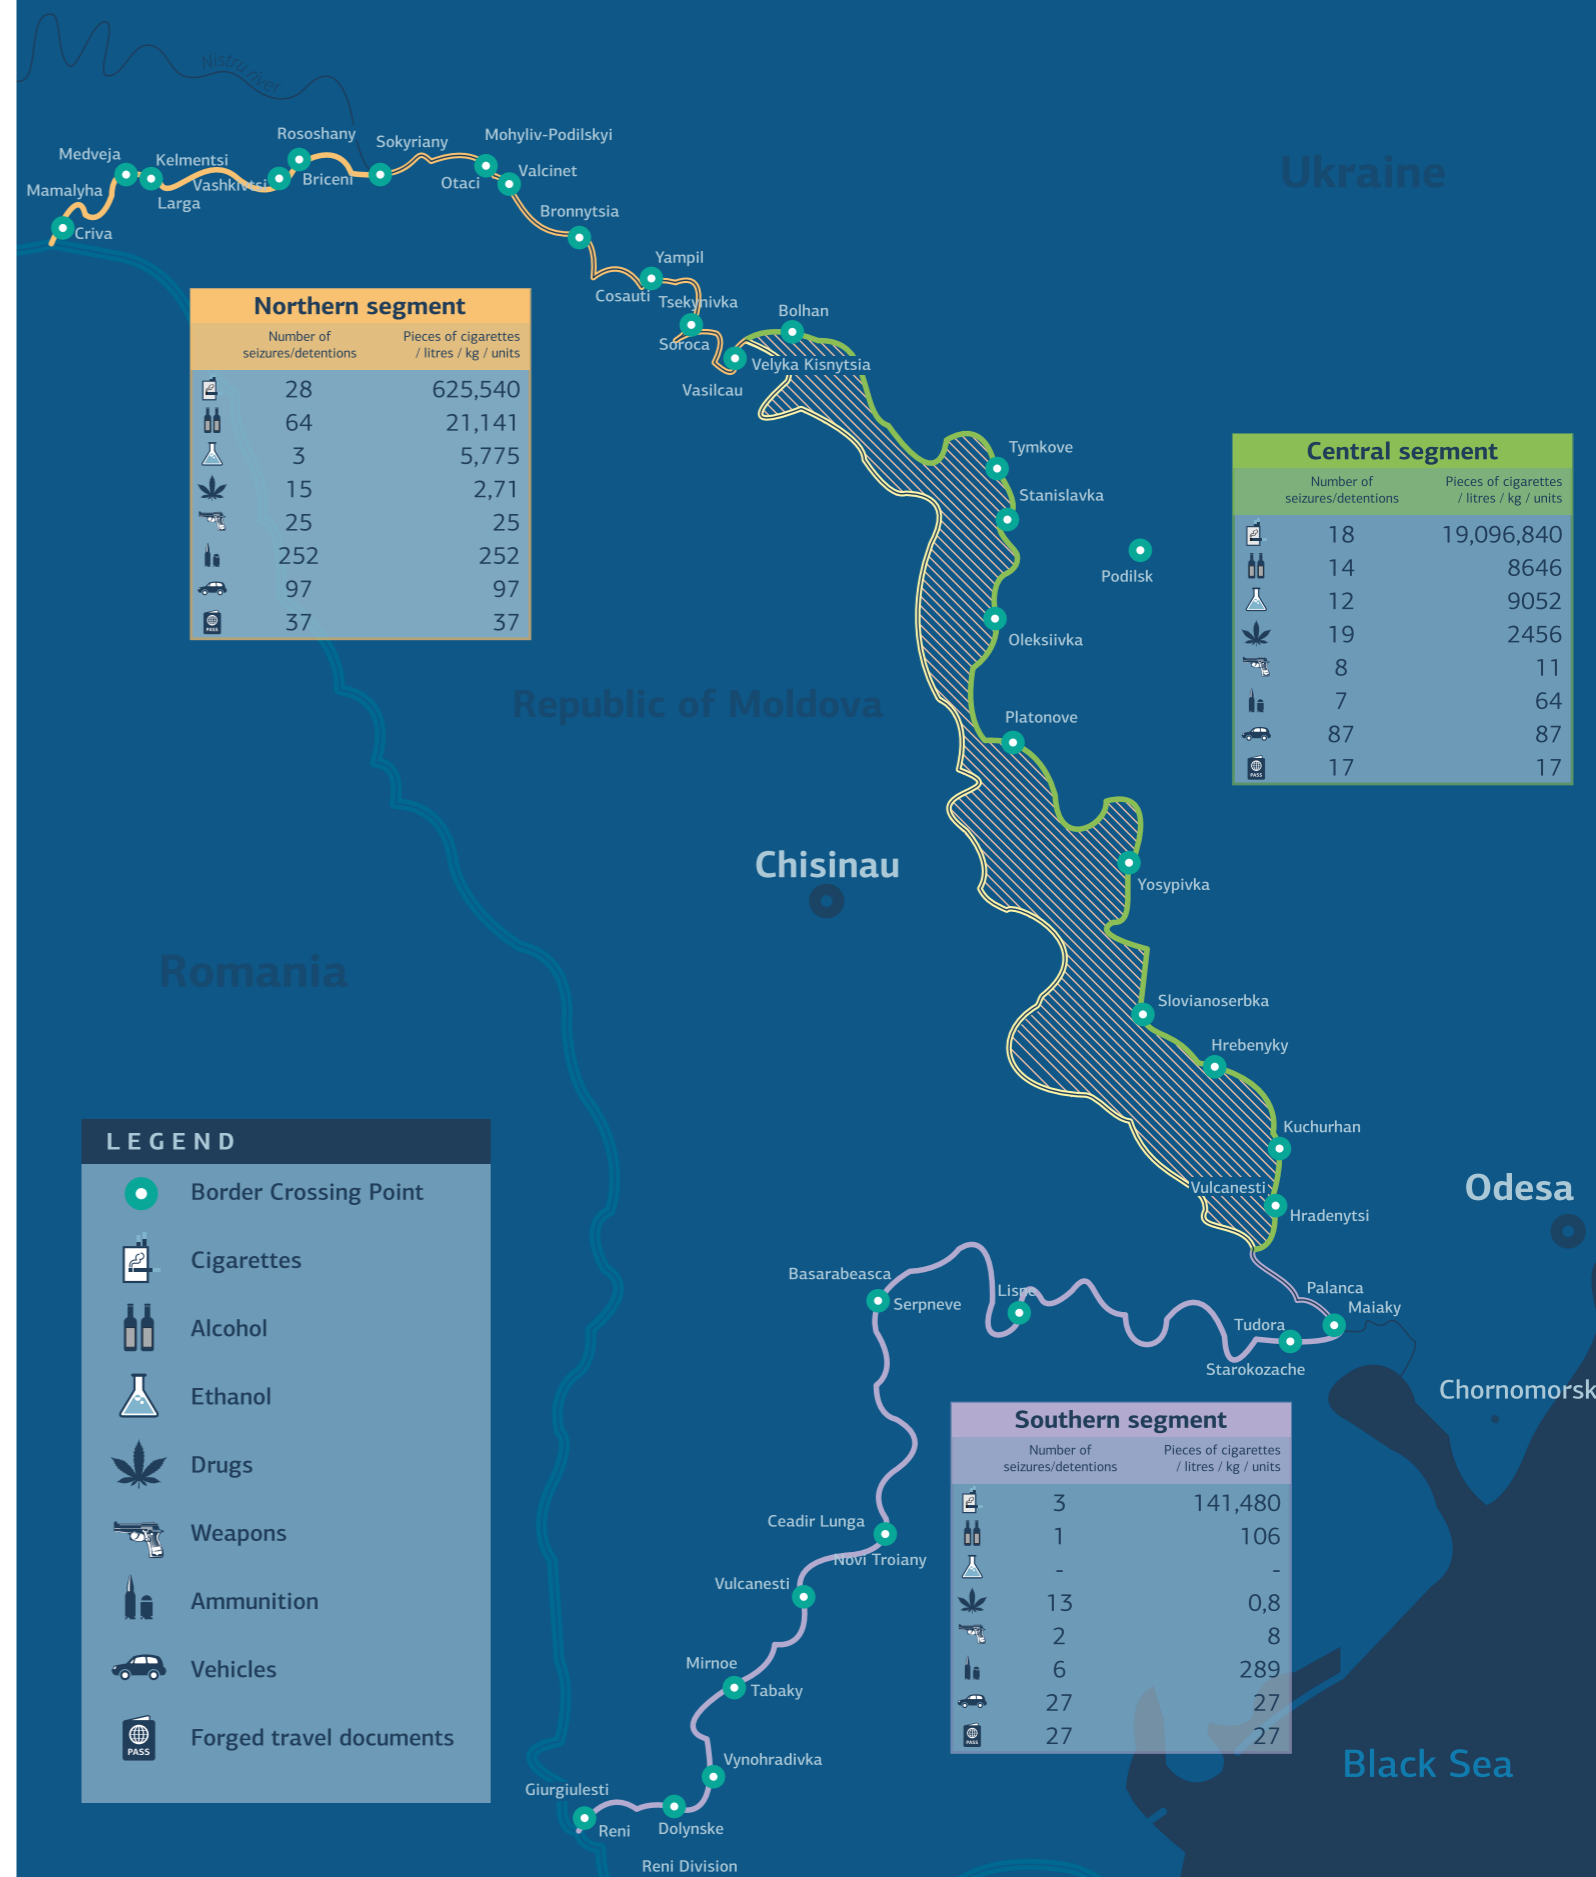 Nistru river
Rososhany
Sokyriany
Mohyliv-Podilskyi
Medveja
Kelmentsi
Ukraine
Mamalyha
Vashkivtsi
Briceni
Otaci
Valcinet
Larga
Criva
Bronnytsia
Yampil
Cosauti
Tsekynivka
Bolhan
Soroca
Velyka Kisnytsia
Vasilcau
Northern segment
Number of seizures/detentions
Pieces of cigarettes / litres / kg / units
28 625,540
64 21,141
3 5,775
15 2,71
25 25
252 252
97 97
PASS 37 37
Tymkove
Stanislavka
Podilsk
Oleksiivka
Central segment
Number of seizures/detentions
Pieces of cigarettes / litres / kg / units
18 19,096,840
14 8646
12 9052
19 2456
8 11
7 64
87 87
PASS 17 17
Republic of Moldova
Platonove
Chisinau
Yosypivka
Romania
Slovianoserbka
Hrebenyky
Kuchurhan
Vulcanesti
Hradenytsi
Odesa
LEGEND
Border Crossing Point
Cigarettes
Alcohol
Ethanol
Drugs
Weapons
Ammunition
Vehicles
PASS Forged travel documents
Basarabeasca
Serpneve
Palanca
Maiaky
Tudora
Starokozache
Chornomorsk
Southern segment
Number of seizures/detentions
Pieces of cigarettes / litres / kg / units
3 141,480
1 106
- -
13 0,8
2 8
6 289
27 27
PASS 27 27
Ceadir Lunga
Novi Troiany
Vulcanesti
Mirnoe
Tabaky
Vynohradivka
Giurgiulesti
Reni
Dolynske
Reni Division
Black Sea